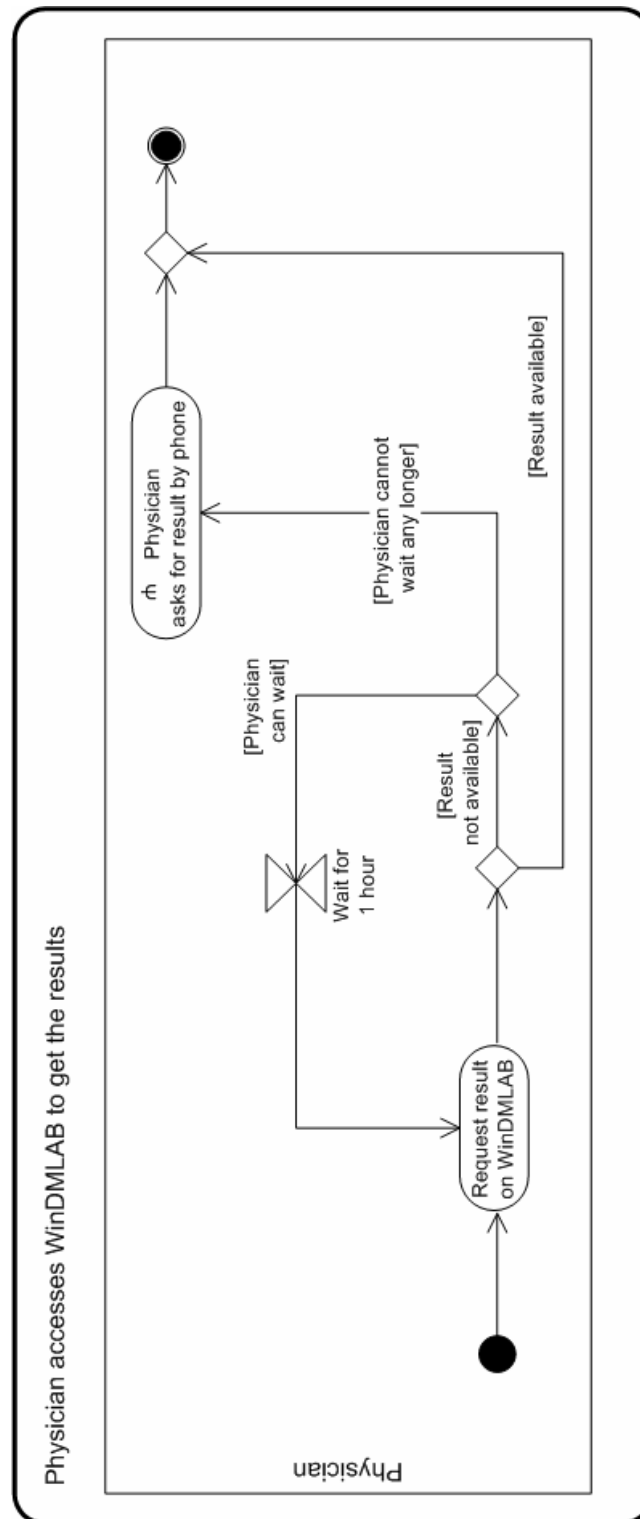 Physician accesses WinDMLAB to get the results
Physician
Request result
on WinDMLAB
Wait for
1 hour
[Result
not available]
[Physician
can wait]
[Physician cannot
wait any longer]
[Result available]
Physician
asks for result by phone